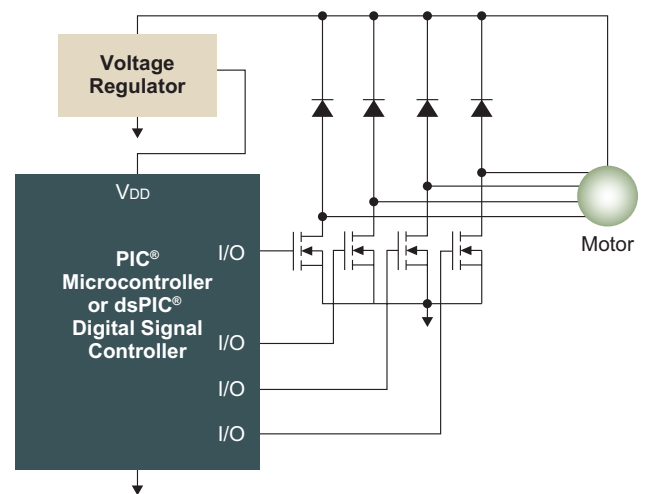 Voltage
Regulator
VDD
PIC®
Microcontroller
or dsPIC®
Digital Signal
Controller
I/O
I/O
I/O
I/O
Motor